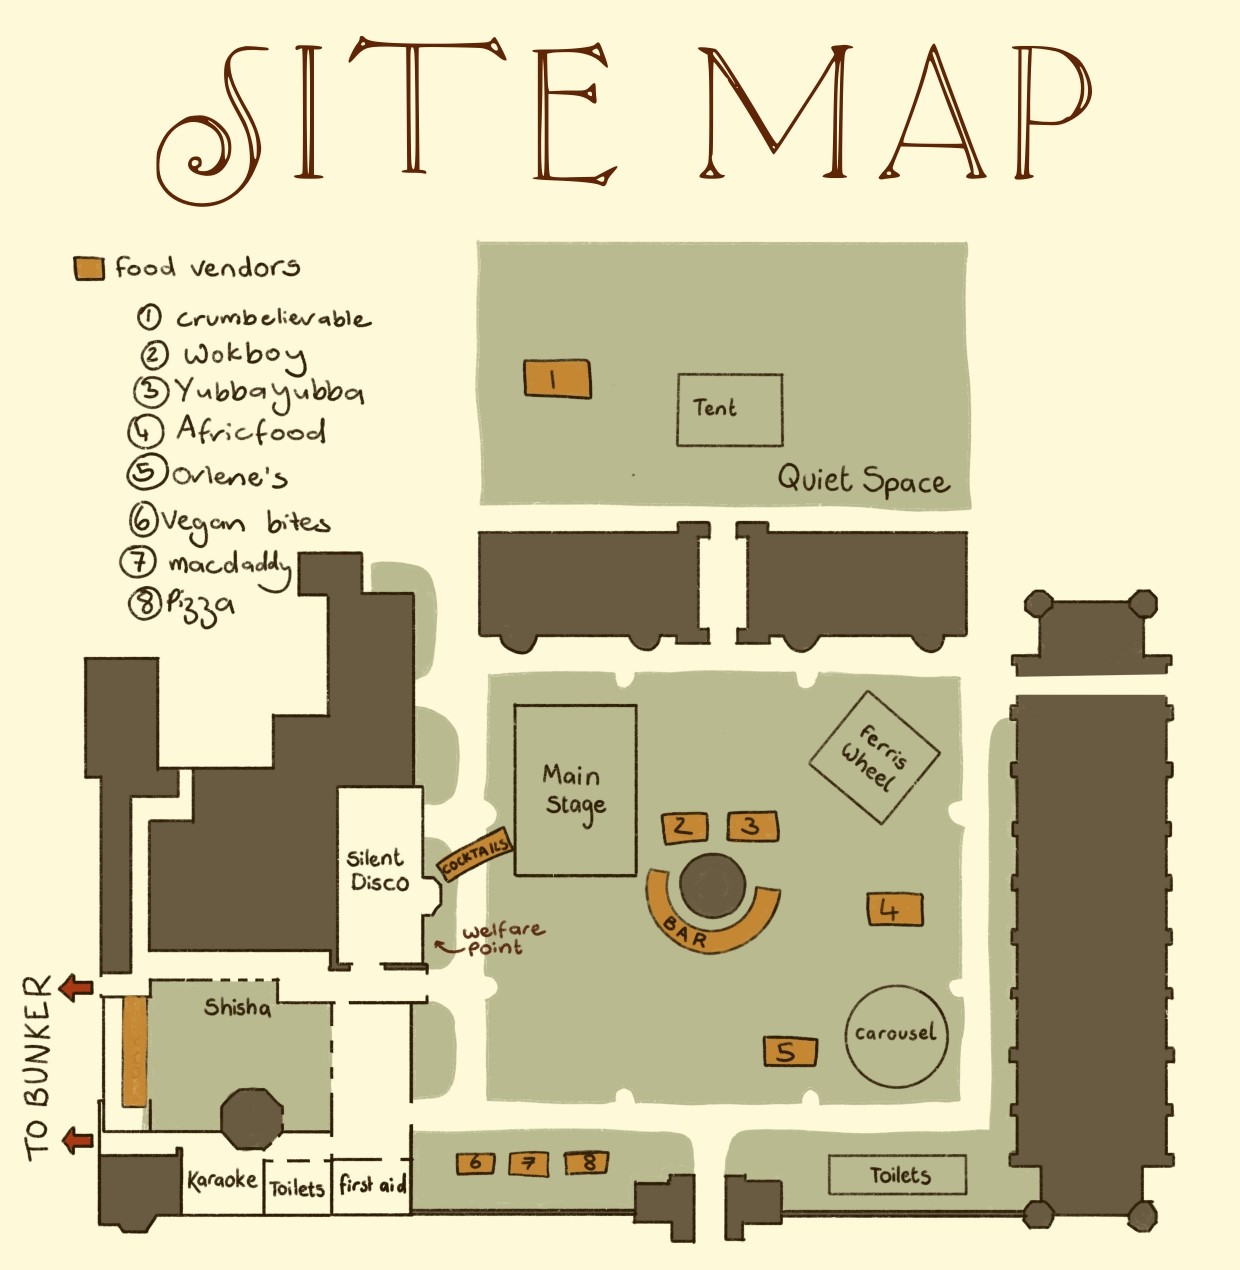 SITE MAP
food vendors
1 crumbelievable
2 Wokboy
3 Yubbayubba
4 Africfood
5 Orlene's
6 Vegan bites
7 macdaddy
8 Pizza
1
Tent
Quiet Space
Main
Stage
Ferris
Wheel
2
3
BAR
4
5
Carousel
COCKTAILS
Silent
Disco
welfare
point
Shisha
TO BUNKER
Karaoke
Toilets
first aid
6
7
8
Toilets